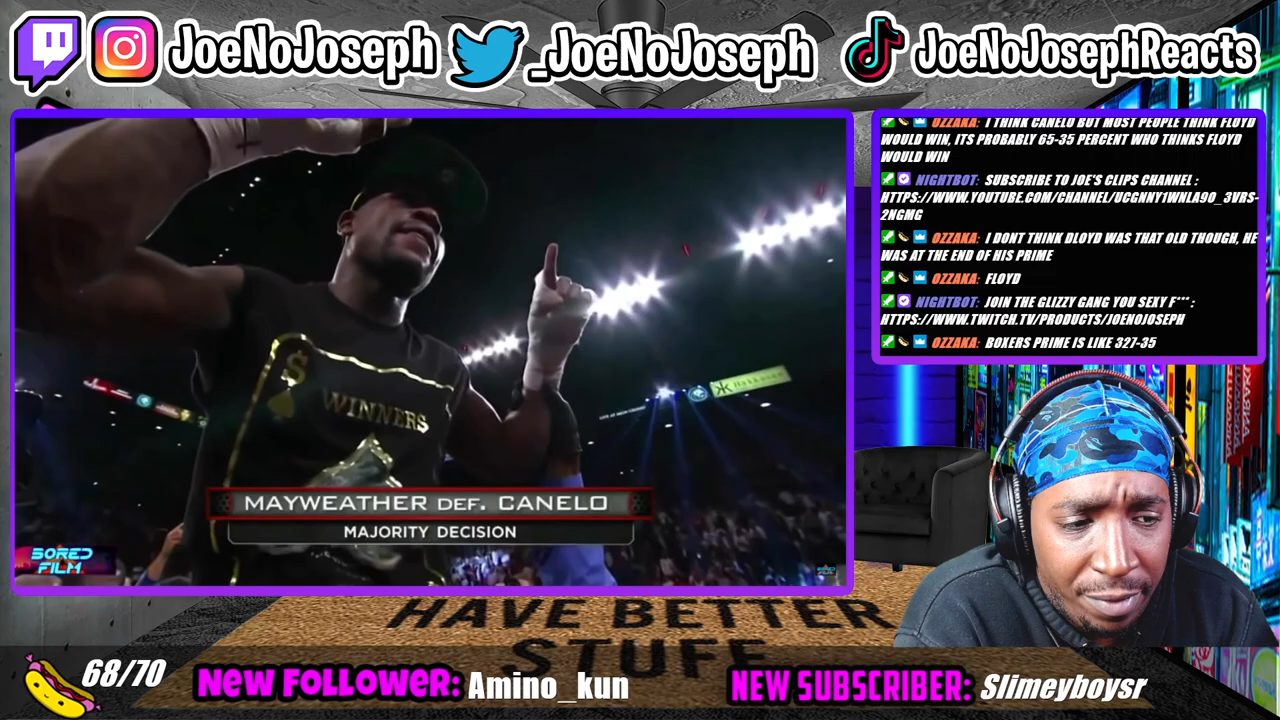 JoeNoJoseph
_JoeNoJoseph
JoeNoJosephReacts
OZZAKA: I THINK CANELO BUT MOST PEOPLE THINK FLOYD
WOULD WIN, ITS PROBABLY 65-35 PERCENT WHO THINKS FLOYD
WOULD WIN
NIGHTBOT: SUBSCRIBE TO JOE'S CLIPS CHANNEL :
HTTPS://WWW.YOUTUBE.COM/CHANNEL/UCGNNY1WNLA9O_3VRS-
2NGMG
OZZAKA: I DONT THINK DLOYD WAS THAT OLD THOUGH, HE
WAS AT THE END OF HIS PRIME
OZZAKA: FLOYD
NIGHTBOT: JOIN THE GLIZZY GANG YOU SEXY F*** :
HTTPS://WWW.TWITCH.TV/PRODUCTS/JOENOJOSEPH
OZZAKA: BOXERS PRIME IS LIKE 327-35
$
WINNERS
Hakkasan
MAYWEATHER DEF. CANELO
MAJORITY DECISION
BORED
FILM
HAVE BETTER
STUFF
68/70
NEW FOLLOWER: Amino_kun
NEW SUBSCRIBER: Slimeyboysr